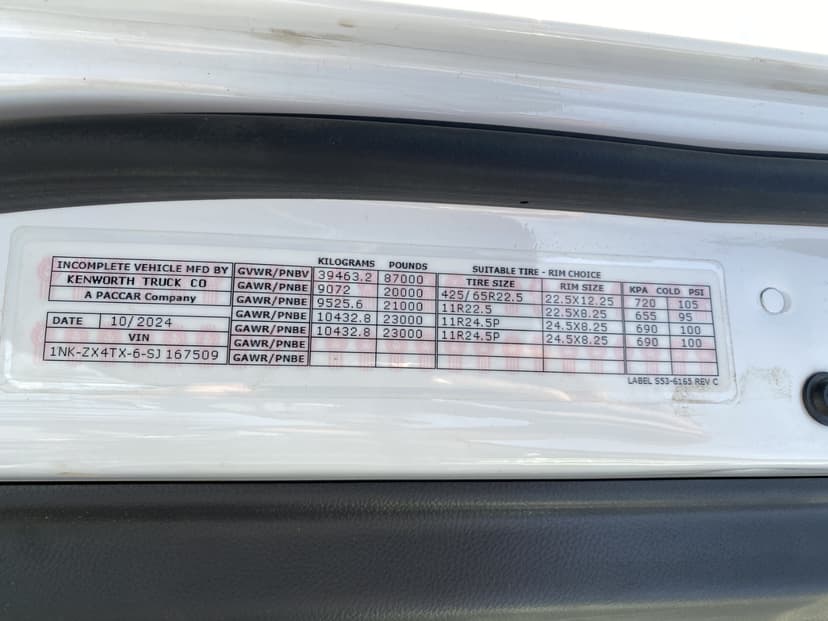 KILOGRAMS POUNDS SUITABLE TIRE - RIM CHOICE
INCOMPLETE VEHICLE MFD BY GVWR/PNBV 39463.2 87000 TIRE SIZE RIM SIZE KPA COLD PSI
KENWORTH TRUCK CO GAWR/PNBE 9072 20000 425/65R22.5 22.5X12.25 720 105
A PACCAR Company GAWR/PNBE 9525.6 21000 11R22.5 22.5X8.25 655 95
DATE 10/2024 GAWR/PNBE 10432.8 23000 11R24.5P 24.5X8.25 690 100
VIN GAWR/PNBE 10432.8 23000 11R24.5P 24.5X8.25 690 100
1NK-ZX4TX-6-SJ167509 GAWR/PNBE
GAWR/PNBE
LABEL S53-6165 REV C